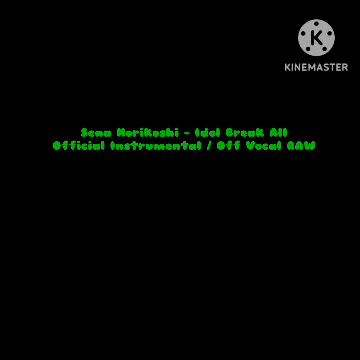 KINEMASTER
Sena Morikoshi - Idol Break All
Official Instrumental / Off Vocal RAW